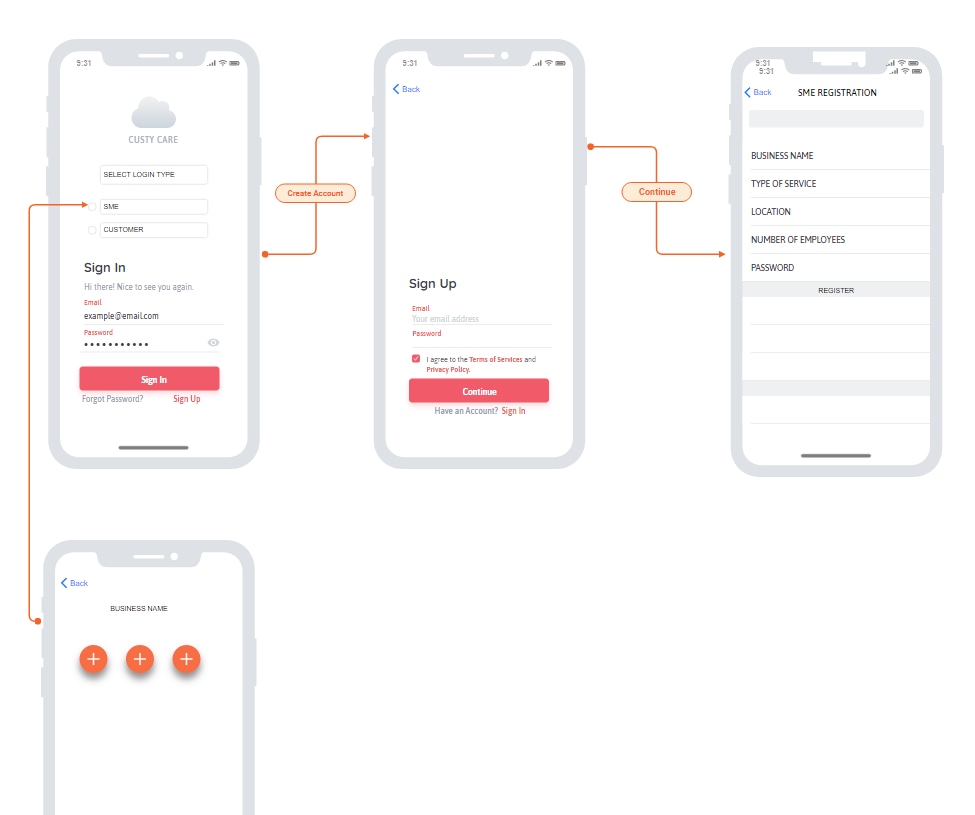 9:31
CUSTY CARE
SELECT LOGIN TYPE
SME
CUSTOMER
Sign In
Hi there! Nice to see you again.
Email
example@email.com
Password
Sign In
Forgot Password? Sign Up
Create Account
9:31
Back
Sign Up
Email
Your email address
Password
I agree to the Terms of Services and
Privacy Policy.
Continue
Have an Account? Sign In
Continue
9:31
9:31
Back SME REGISTRATION
BUSINESS NAME
TYPE OF SERVICE
LOCATION
NUMBER OF EMPLOYEES
PASSWORD
REGISTER
Back
BUSINESS NAME